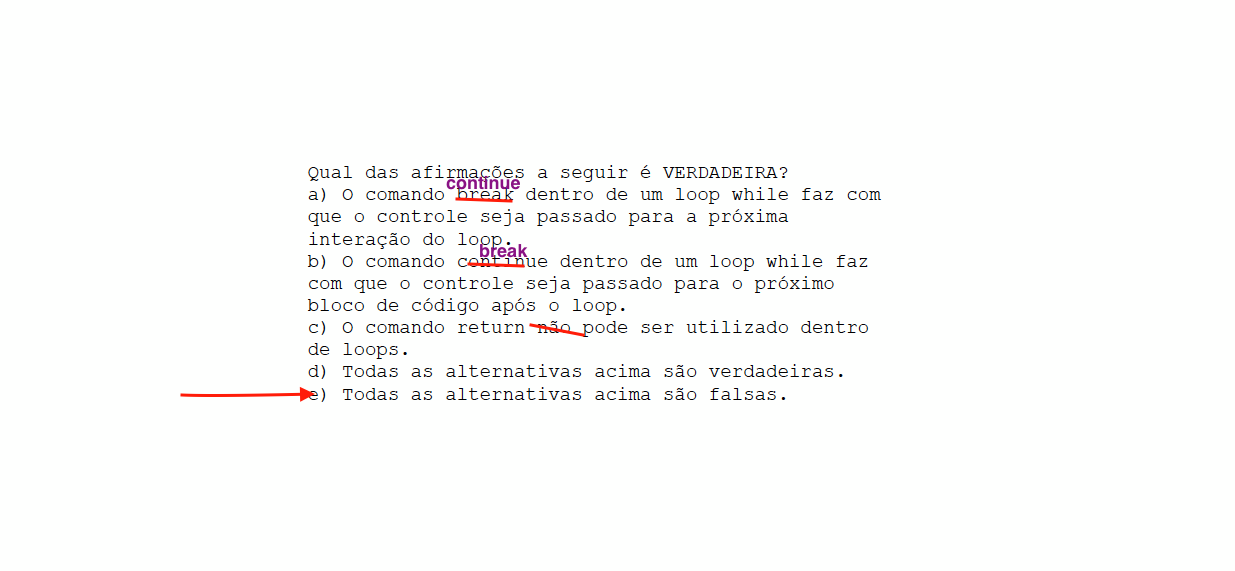 Qual das afirmações a seguir é VERDADEIRA?
continue
a) O comando break dentro de um loop while faz com
que o controle seja passado para a próxima
interação do loop.
break
b) O comando continue dentro de um loop while faz
com que o controle seja passado para o próximo
bloco de código após o loop.
c) O comando return não pode ser utilizado dentro
de loops.
d) Todas as alternativas acima são verdadeiras.
e) Todas as alternativas acima são falsas.